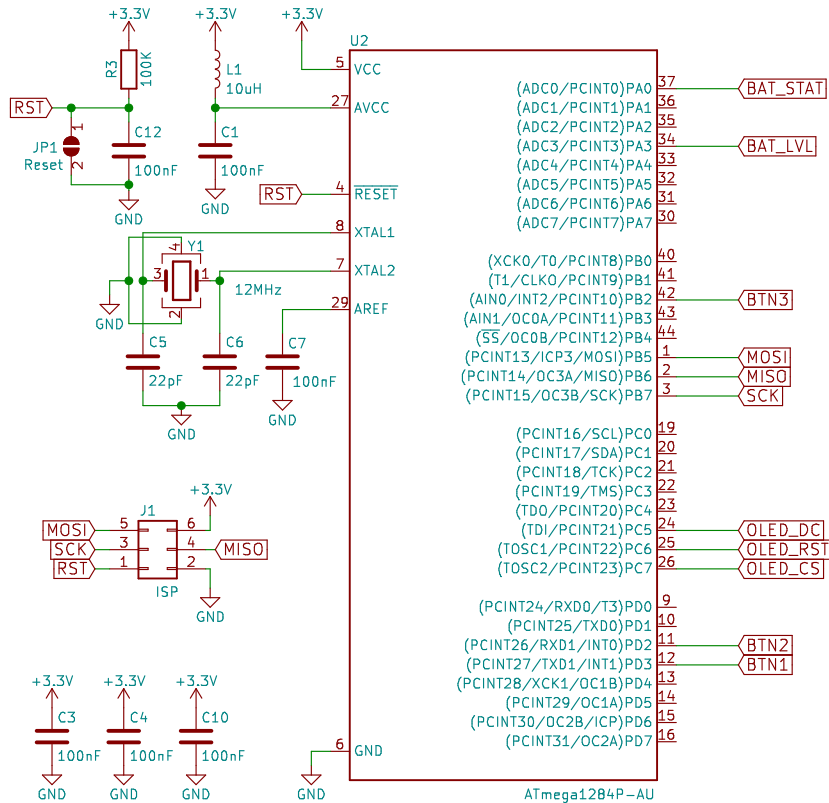 +3.3V +3.3V +3.3V
U2
R3 100K
L1
10uH
5 VCC
27 AVCC
RST
JP1
Reset
1
2
C12
100nF
C1
100nF
GND GND
RST 4 RESET
8 XTAL1
7 XTAL2
29 AREF
Y1
4
3 1
2
12MHz
GND
C5
22pF
C6
22pF
C7
100nF
GND GND
+3.3V
J1
MOSI 5 6
SCK 3 4 MISO
RST 1 2
ISP
GND
+3.3V +3.3V +3.3V
C3
100nF
C4
100nF
C10
100nF
GND GND GND
6 GND
GND
(ADC0/PCINT0)PA0 37 BAT_STAT
(ADC1/PCINT1)PA1 36
(ADC2/PCINT2)PA2 35
(ADC3/PCINT3)PA3 34 BAT_LVL
(ADC4/PCINT4)PA4 33
(ADC5/PCINT5)PA5 32
(ADC6/PCINT6)PA6 31
(ADC7/PCINT7)PA7 30
(XCK0/T0/PCINT8)PB0 40
(T1/CLKO/PCINT9)PB1 41
(AIN0/INT2/PCINT10)PB2 42 BTN3
(AIN1/OC0A/PCINT11)PB3 43
(SS/OC0B/PCINT12)PB4 44
(PCINT13/ICP3/MOSI)PB5 1 MOSI
(PCINT14/OC3A/MISO)PB6 2 MISO
(PCINT15/OC3B/SCK)PB7 3 SCK
(PCINT16/SCL)PC0 19
(PCINT17/SDA)PC1 20
(PCINT18/TCK)PC2 21
(PCINT19/TMS)PC3 22
(TDO/PCINT20)PC4 23
(TDI/PCINT21)PC5 24 OLED_DC
(TOSC1/PCINT22)PC6 25 OLED_RST
(TOSC2/PCINT23)PC7 26 OLED_CS
(PCINT24/RXD0/T3)PD0 9
(PCINT25/TXD0)PD1 10
(PCINT26/RXD1/INT0)PD2 11 BTN2
(PCINT27/TXD1/INT1)PD3 12 BTN1
(PCINT28/XCK1/OC1B)PD4 13
(PCINT29/OC1A)PD5 14
(PCINT30/OC2B/ICP)PD6 15
(PCINT31/OC2A)PD7 16
ATmega1284P-AU